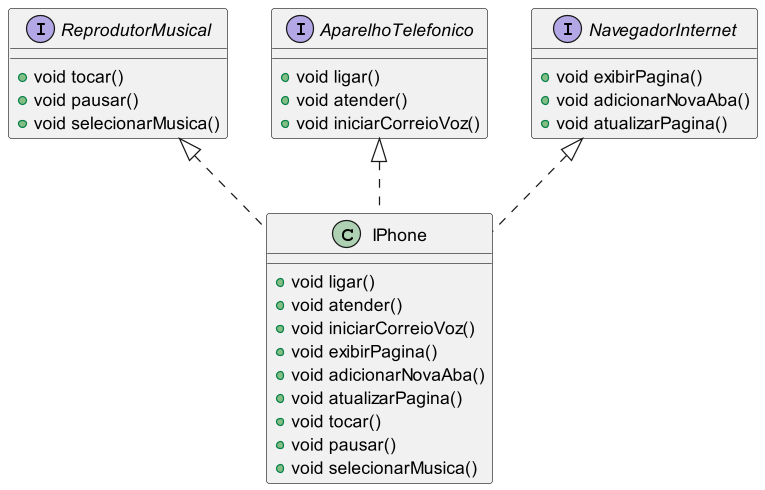 I ReprodutorMusical
void tocar()
void pausar()
void selecionarMusica()
I AparelhoTelefonico
void ligar()
void atender()
void iniciarCorreioVoz()
I NavegadorInternet
void exibirPagina()
void adicionarNovaAba()
void atualizarPagina()
C IPhone
void ligar()
void atender()
void iniciarCorreioVoz()
void exibirPagina()
void adicionarNovaAba()
void atualizarPagina()
void tocar()
void pausar()
void selecionarMusica()